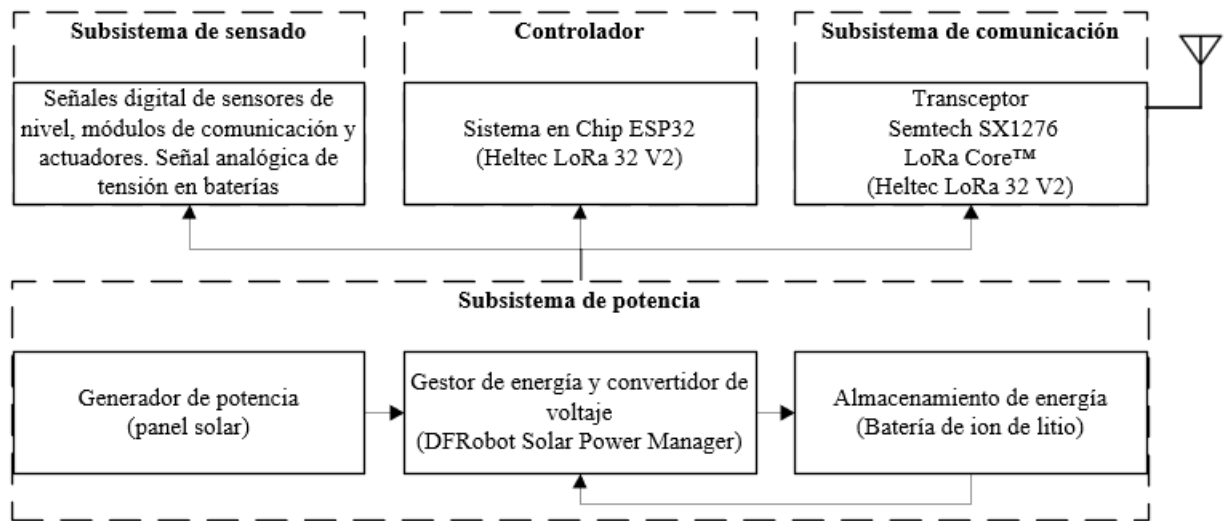 Subsistema de sensado
Señales digital de sensores de
nivel, módulos de comunicación y
actuadores. Señal analógica de
tensión en baterías
Controlador
Sistema en Chip ESP32
(Heltec LoRa 32 V2)
Subsistema de comunicación
Transceptor
Semtech SX1276
LoRa Core™
(Heltec LoRa 32 V2)
Subsistema de potencia
Generador de potencia
(panel solar)
Gestor de energía y convertidor de
voltaje
(DFRobot Solar Power Manager)
Almacenamiento de energía
(Batería de ion de litio)